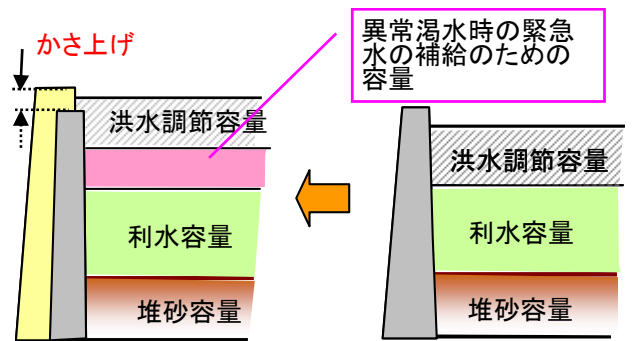 かさ上げ
異常渇水時の緊急
水の補給のための
容量
洪水調節容量
利水容量
堆砂容量
洪水調節容量
利水容量
堆砂容量